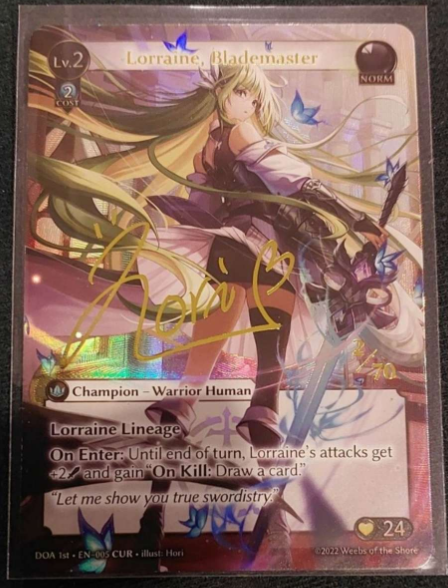 Lv.2
Lorraine, Blademaster
NORM
2
COST
Hori
Champion – Warrior Human
Lorraine Lineage
On Enter: Until end of turn, Lorraine's attacks get
+2 and gain "On Kill: Draw a card."
"Let me show you true swordistry."
24
DOA 1st • EN-005 CUR • illust: Hori
©2022 Weebs of the Shore